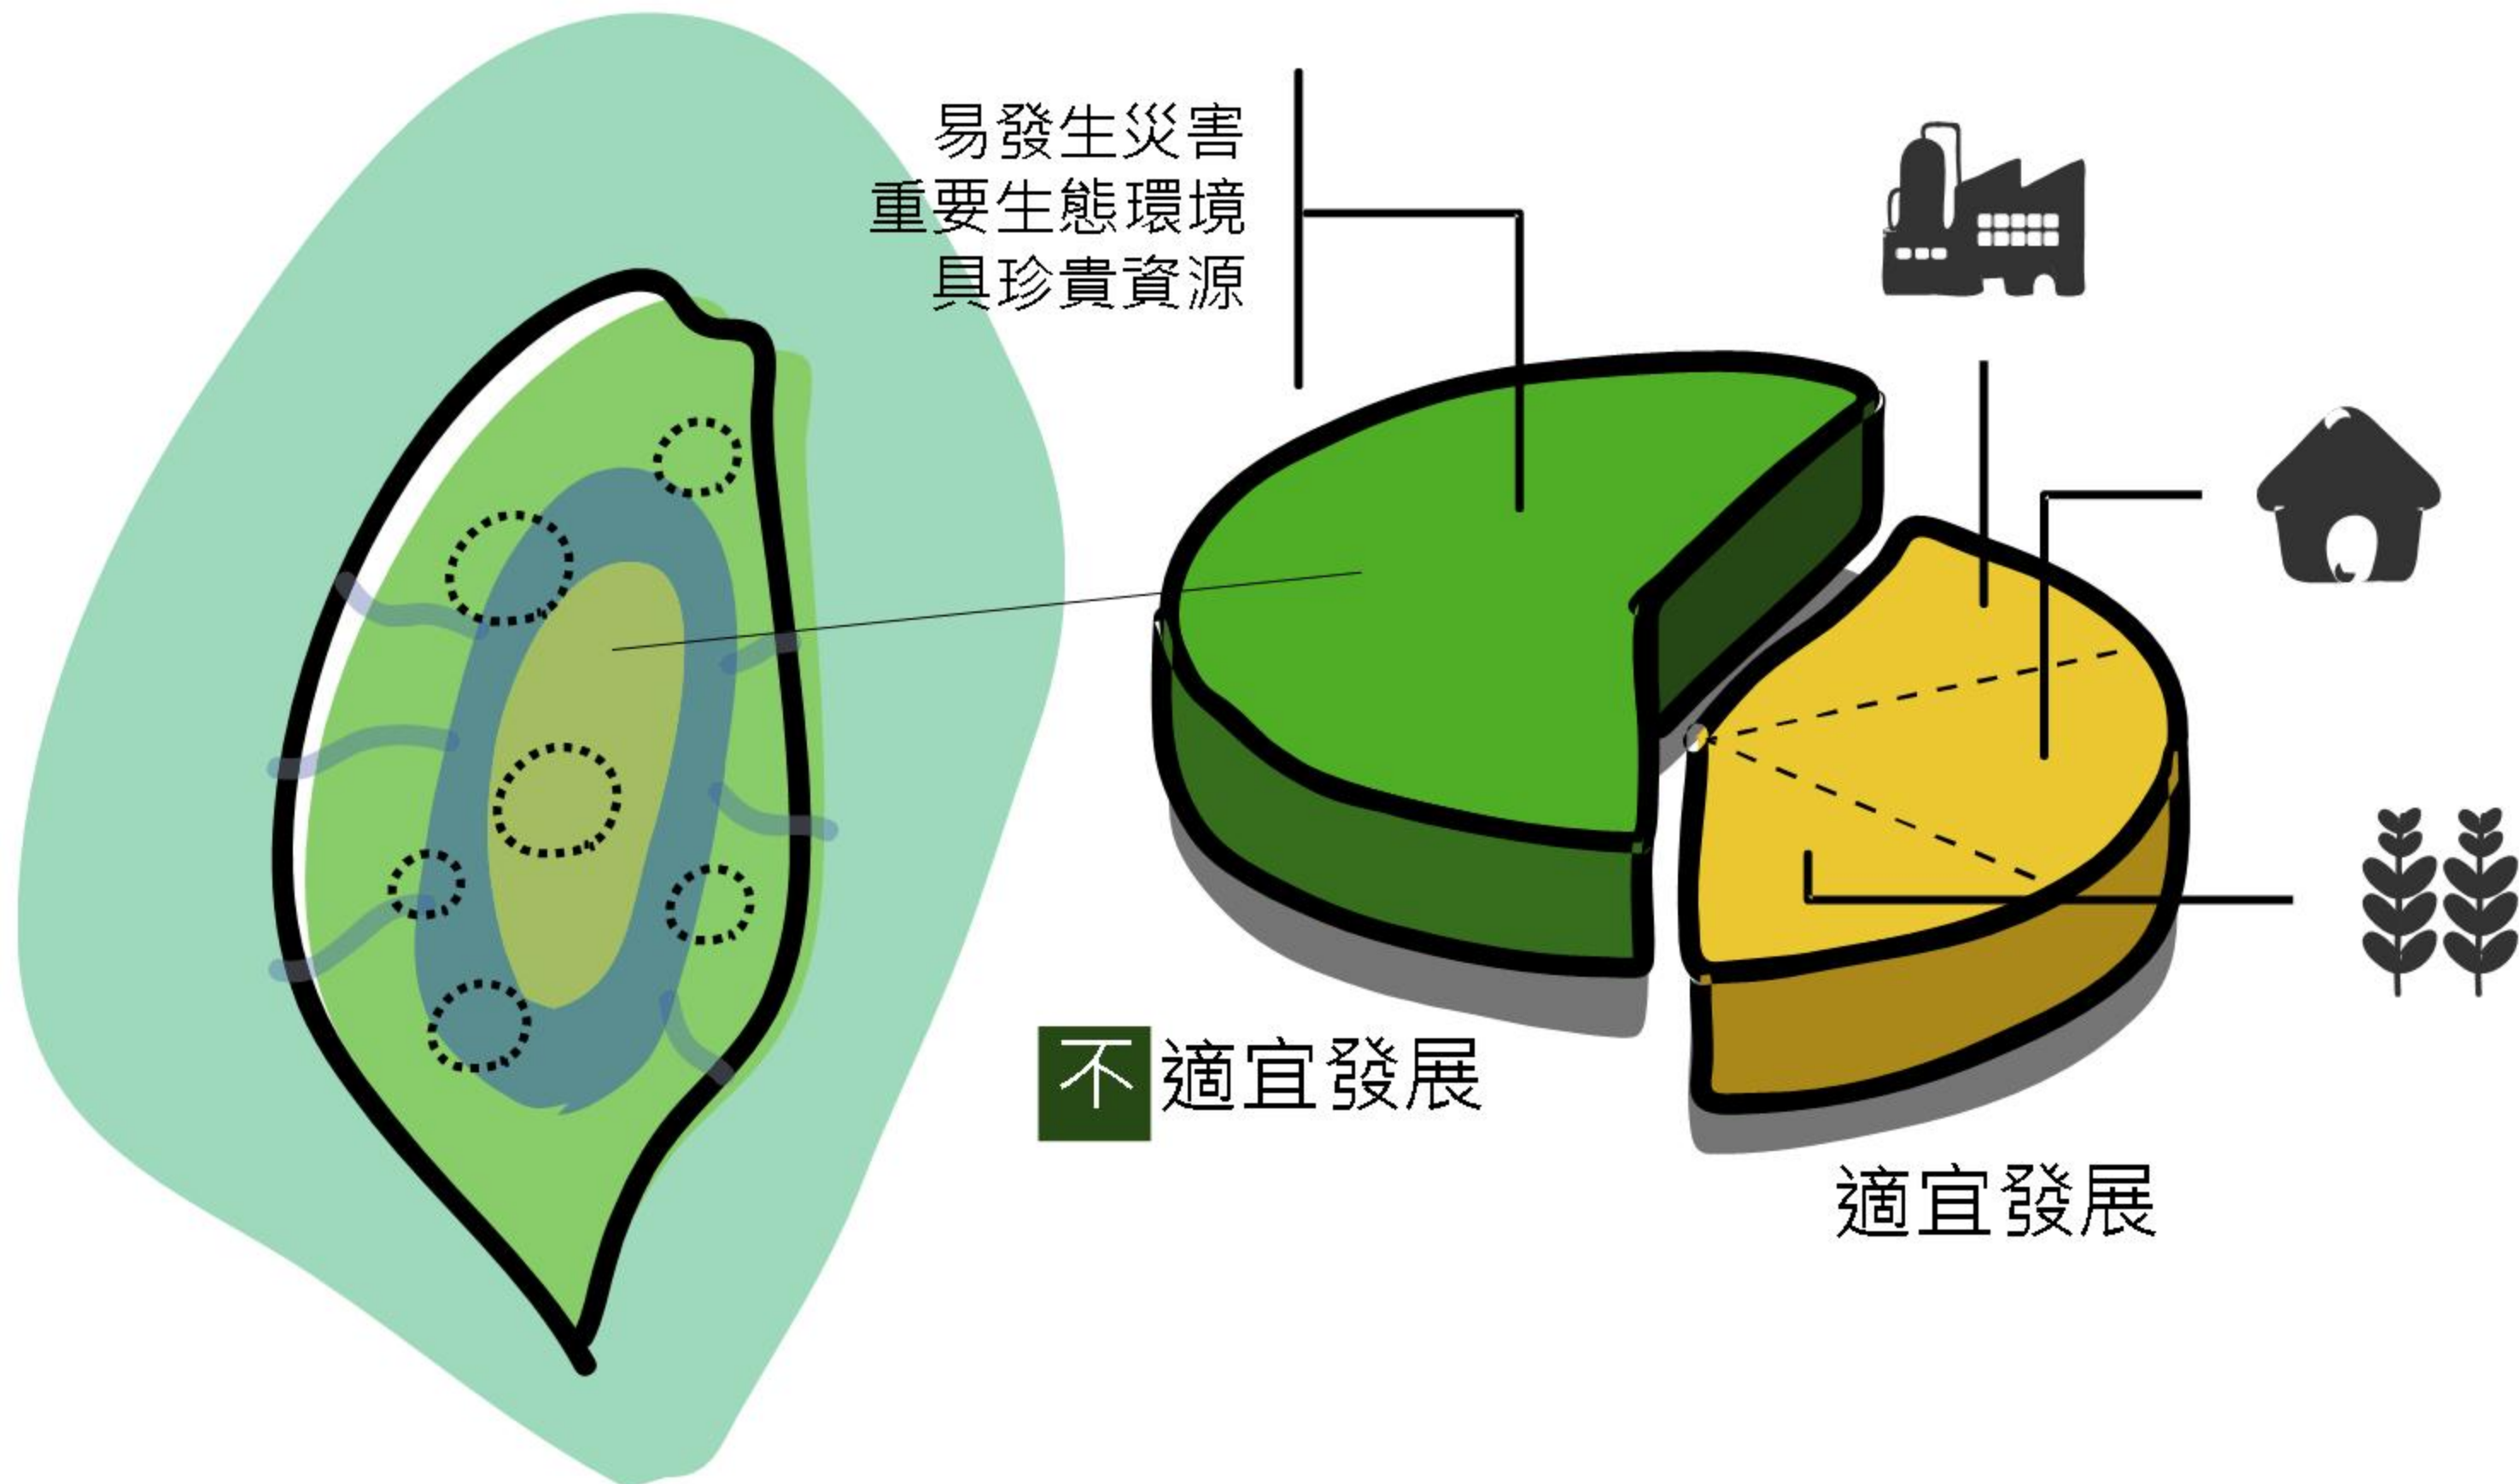 易發生災害
重要生態環境
具珍貴資源
不適宜發展
適宜發展